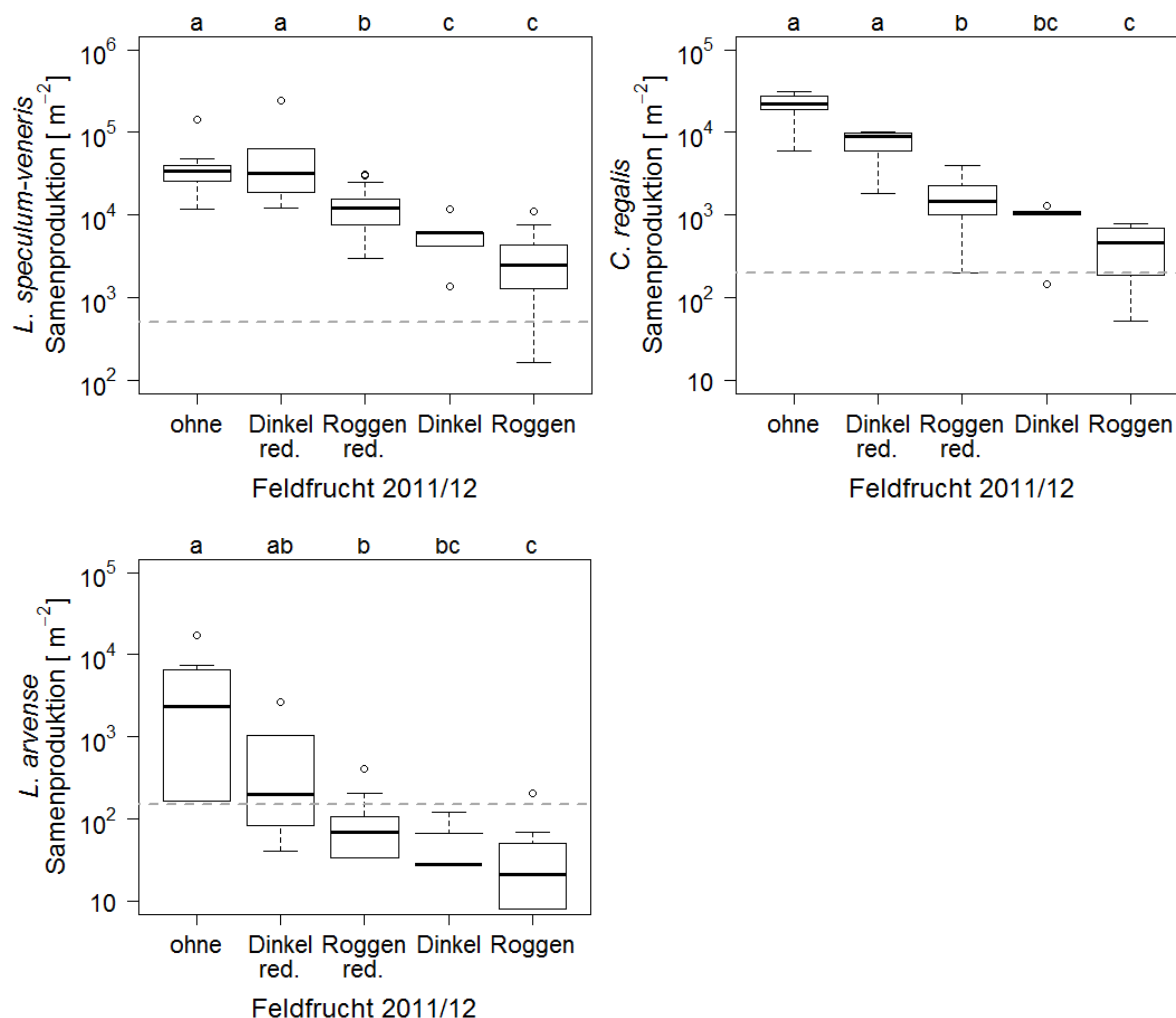 a a b c c
L. speculum-veneris
Samenproduktion [ m⁻² ]
10⁶
10⁵
10⁴
10³
10²
ohne Dinkel Roggen Dinkel Roggen
red. red.
Feldfrucht 2011/12
a a b bc c
C. regalis
Samenproduktion [ m⁻² ]
10⁵
10⁴
10³
10²
10
ohne Dinkel Roggen Dinkel Roggen
red. red.
Feldfrucht 2011/12
a ab b bc c
L. arvense
Samenproduktion [ m⁻² ]
10⁵
10⁴
10³
10²
10
ohne Dinkel Roggen Dinkel Roggen
red. red.
Feldfrucht 2011/12